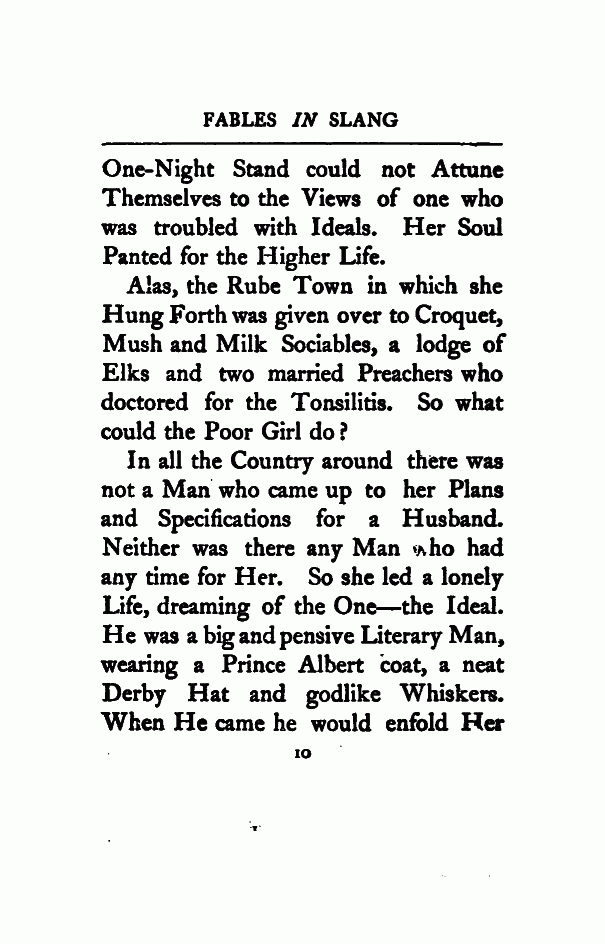 FABLES IN SLANG
One-Night Stand could not Attune
Themselves to the Views of one who
was troubled with Ideals. Her Soul
Panted for the Higher Life.
Alas, the Rube Town in which she
Hung Forth was given over to Croquet,
Mush and Milk Sociables, a lodge of
Elks and two married Preachers who
doctored for the Tonsilitis. So what
could the Poor Girl do?
In all the Country around there was
not a Man who came up to her Plans
and Specifications for a Husband.
Neither was there any Man who had
any time for Her. So she led a lonely
Life, dreaming of the One—the Ideal.
He was a big and pensive Literary Man,
wearing a Prince Albert coat, a neat
Derby Hat and godlike Whiskers.
When He came he would enfold Her
10